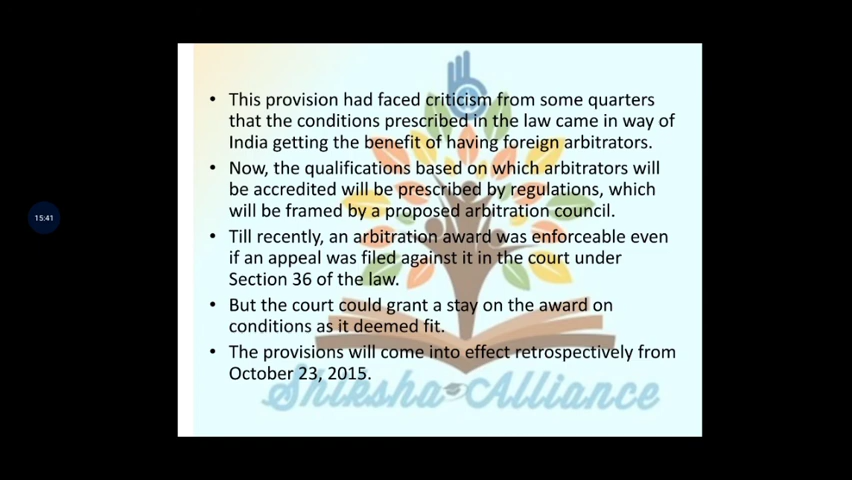 • This provision had faced criticism from some quarters
that the conditions prescribed in the law came in way of
India getting the benefit of having foreign arbitrators.
• Now, the qualifications based on which arbitrators will
be accredited will be prescribed by regulations, which
will be framed by a proposed arbitration council.
15:41
• Till recently, an arbitration award was enforceable even
if an appeal was filed against it in the court under
Section 36 of the law.
• But the court could grant a stay on the award on
conditions as it deemed fit.
• The provisions will come into effect retrospectively from
October 23, 2015.
Shiksha Alliance